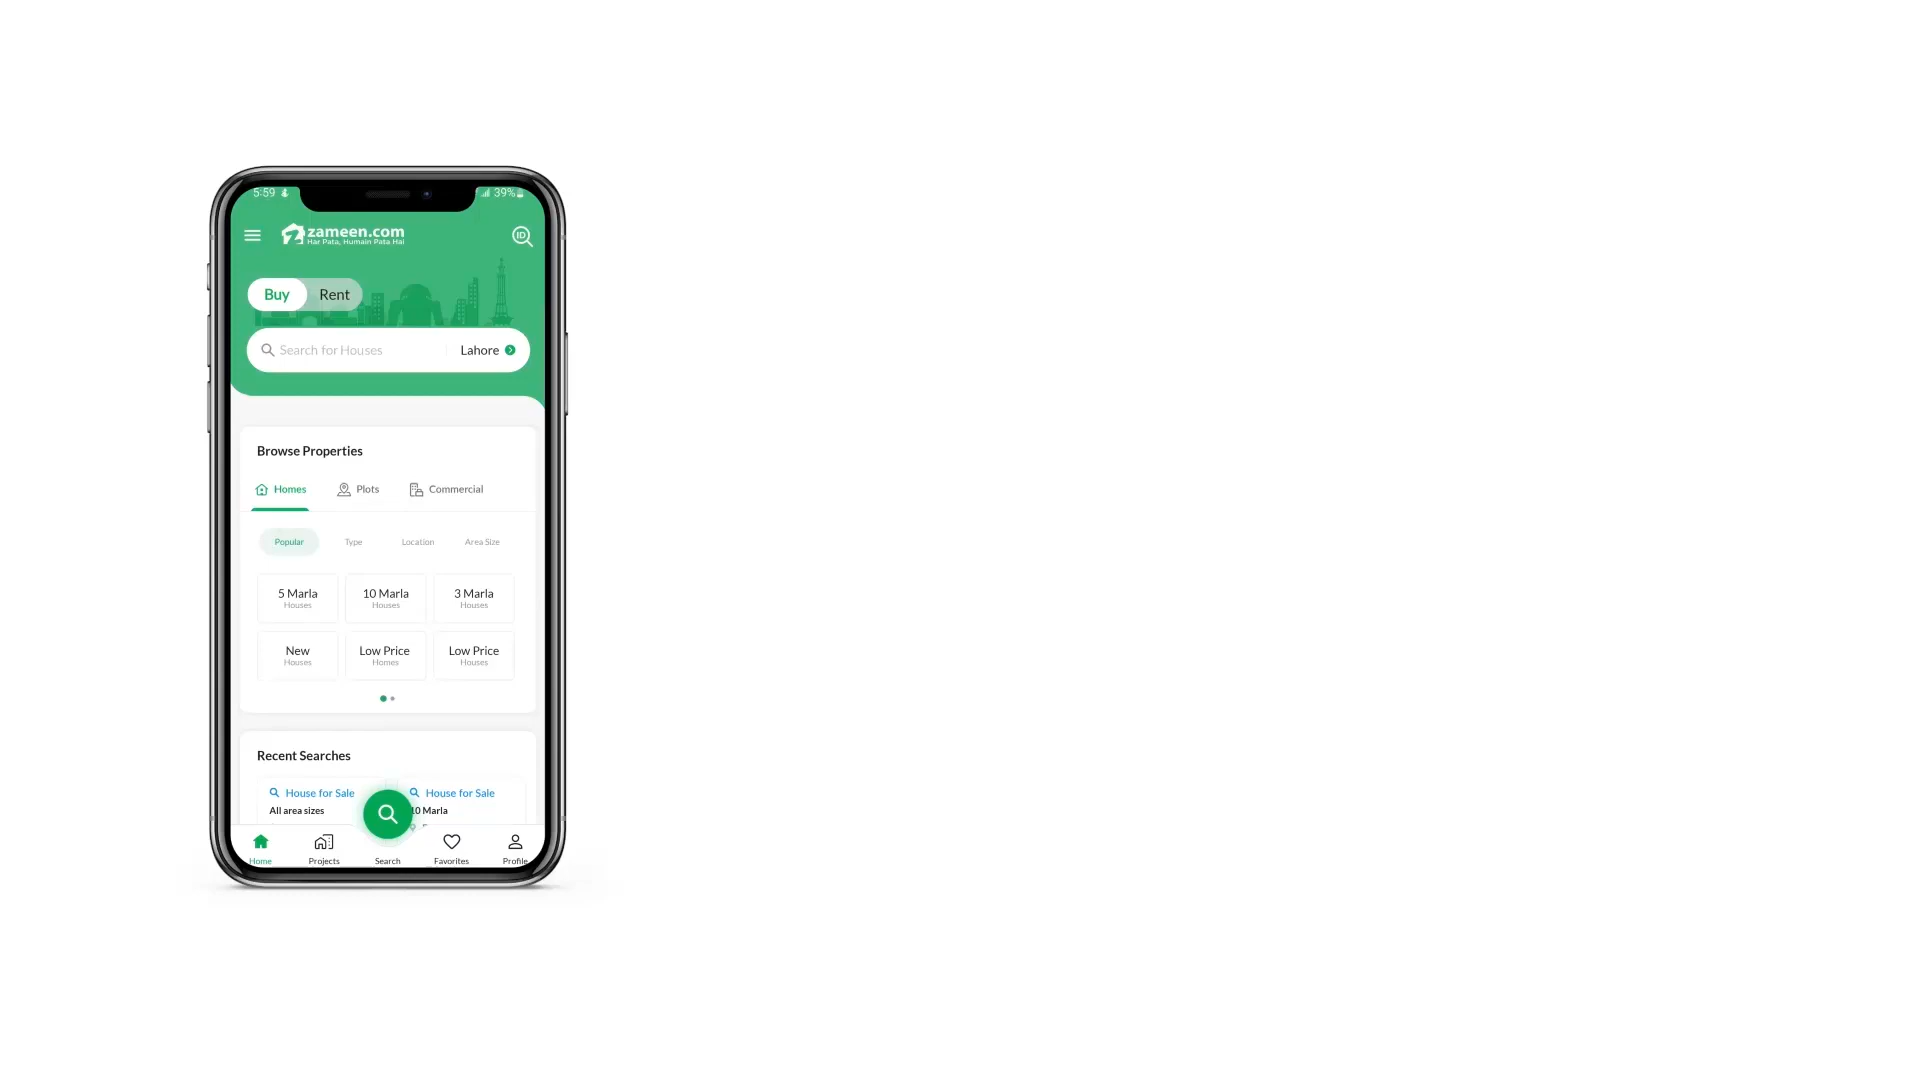 5:59 39%
zameen.com
Har Pata, Humain Pata Hai
ID
Buy Rent
Search for Houses Lahore
Browse Properties
Homes Plots Commercial
Popular Type Location Area Size
5 Marla 10 Marla 3 Marla
Houses Houses Houses
New Low Price Low Price
Houses Homes Houses
Recent Searches
House for Sale House for Sale
All area sizes 10 Marla
Home Projects Search Favorites Profile